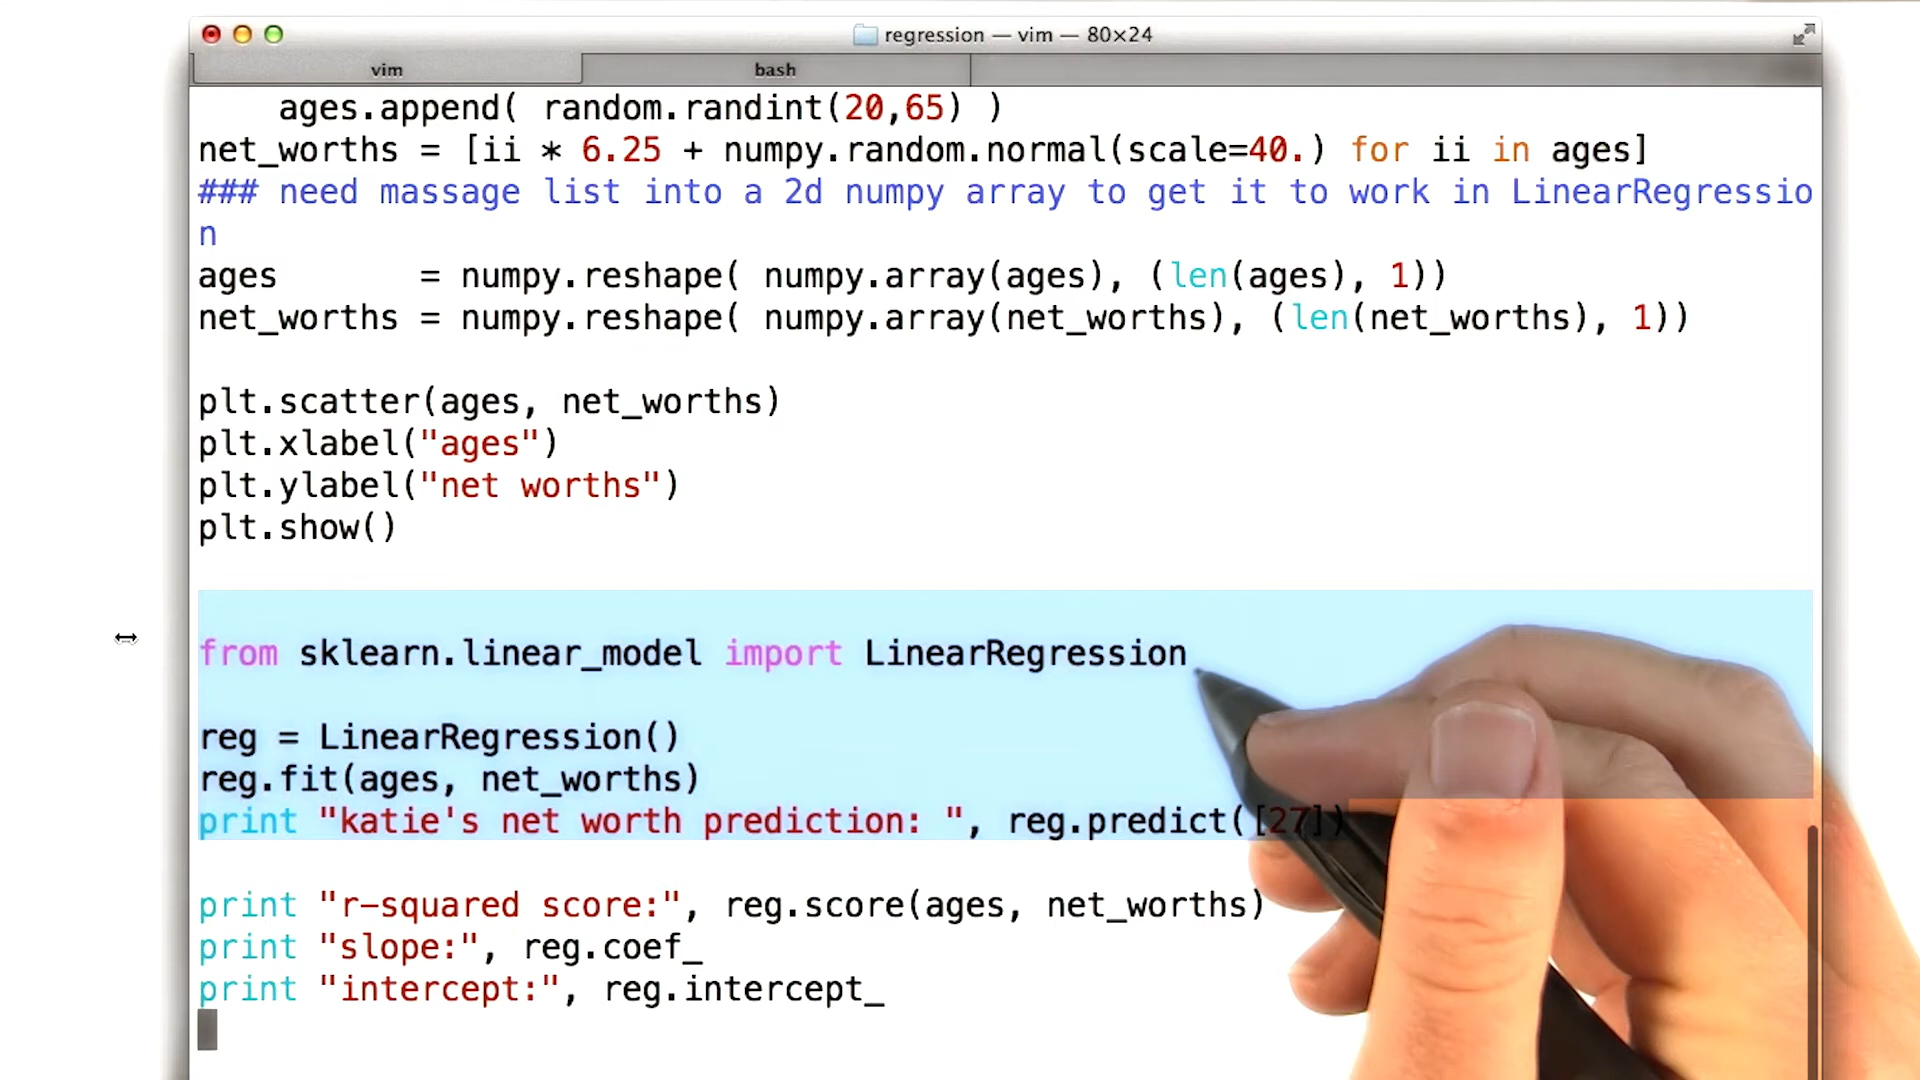 regression — vim — 80×24
vim bash
ages.append( random.randint(20,65) )
net_worths = [ii * 6.25 + numpy.random.normal(scale=40.) for ii in ages]
### need massage list into a 2d numpy array to get it to work in LinearRegressio
n
ages       = numpy.reshape( numpy.array(ages), (len(ages), 1))
net_worths = numpy.reshape( numpy.array(net_worths), (len(net_worths), 1))
plt.scatter(ages, net_worths)
plt.xlabel("ages")
plt.ylabel("net worths")
plt.show()
from sklearn.linear_model import LinearRegression
reg = LinearRegression()
reg.fit(ages, net_worths)
print "katie's net worth prediction: ", reg.predict([27])
print "r-squared score:", reg.score(ages, net_worths)
print "slope:", reg.coef_
print "intercept:", reg.intercept_